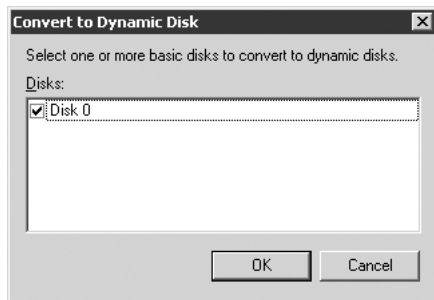 Convert to Dynamic Disk
Select one or more basic disks to convert to dynamic disks.
Disks:
Disk 0
OK
Cancel